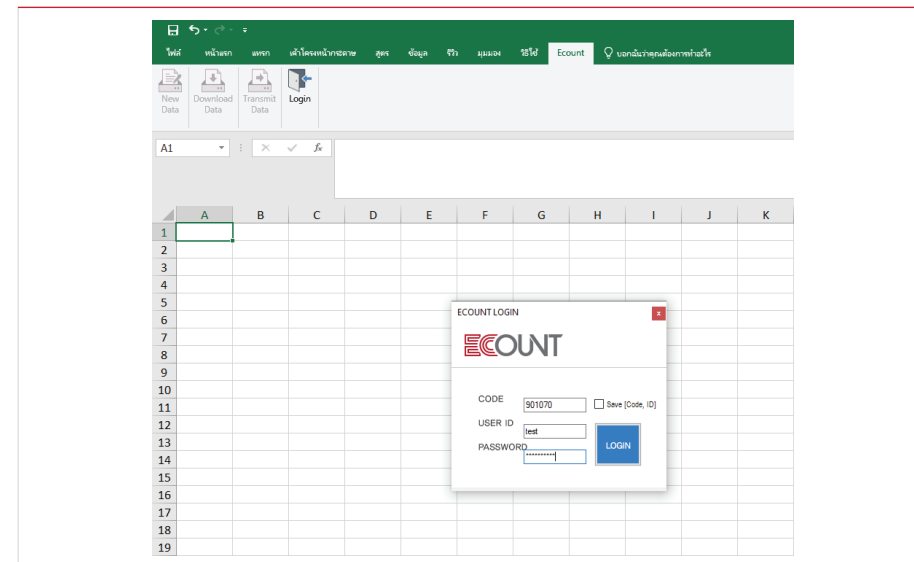 ไฟล์ หน้าแรก แทรก เค้าโครงหน้ากระดาษ สูตร ข้อมูล รีวิว มุมมอง วิธีใช้ Ecount บอกฉันว่าคุณต้องการทำอะไร
New Data Download Data Transmit Data Login
A1 fx
A B C D E F G H I J K
1
2
3
4
5
6
7
8
9
10
11
12
13
14
15
16
17
18
19
ECOUNT LOGIN x
ECOUNT
CODE 901070 Save [Code, ID]
USER ID test
PASSWORD ********** LOGIN